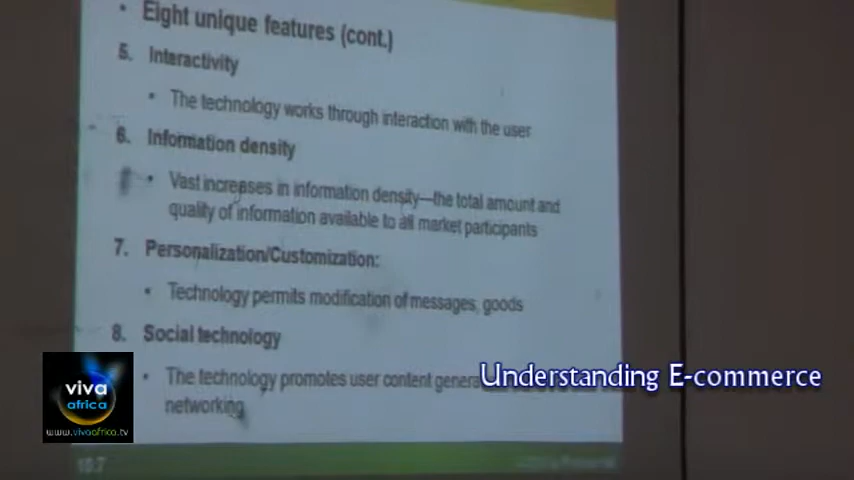 • Eight unique features (cont.)
5. Interactivity
• The technology works through interaction with the user
6. Information density
• Vast increases in information density—the total amount and
quality of information available to all market participants
7. Personalization/Customization:
• Technology permits modification of messages, goods
8. Social technology
• The technology promotes user content
networking
Understanding E-commerce
viva
africa
www.vivaafrica.tv